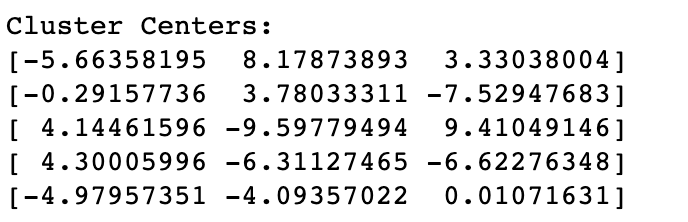 Cluster Centers:
[-5.66358195  8.17873893  3.33038004]
[-0.29157736  3.78033311 -7.52947683]
[ 4.14461596 -9.59779494  9.41049146]
[ 4.30005996 -6.31127465 -6.62276348]
[-4.97957351 -4.09357022  0.01071631]